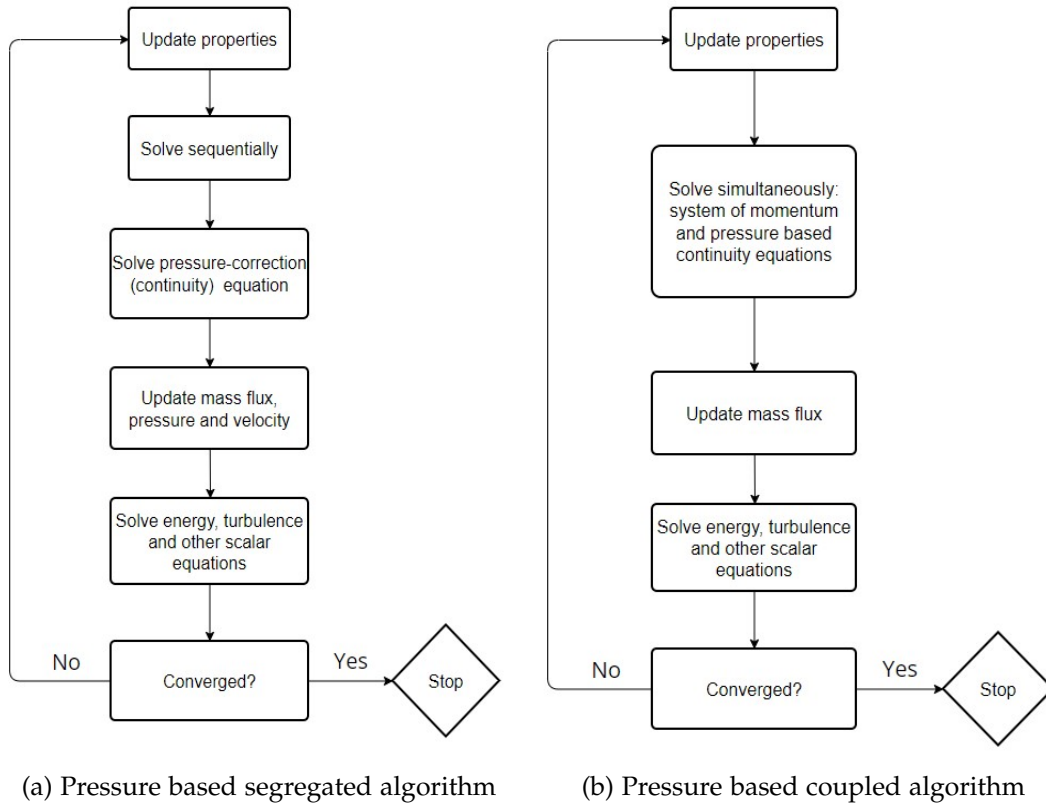 Update properties
Solve sequentially
Solve pressure-correction
(continuity) equation
Update mass flux,
pressure and velocity
Solve energy, turbulence
and other scalar
equations
Converged?
No
Yes
Stop
(a) Pressure based segregated algorithm
Update properties
Solve simultaneously:
system of momentum
and pressure based
continuity equations
Update mass flux
Solve energy, turbulence
and other scalar
equations
Converged?
No
Yes
Stop
(b) Pressure based coupled algorithm